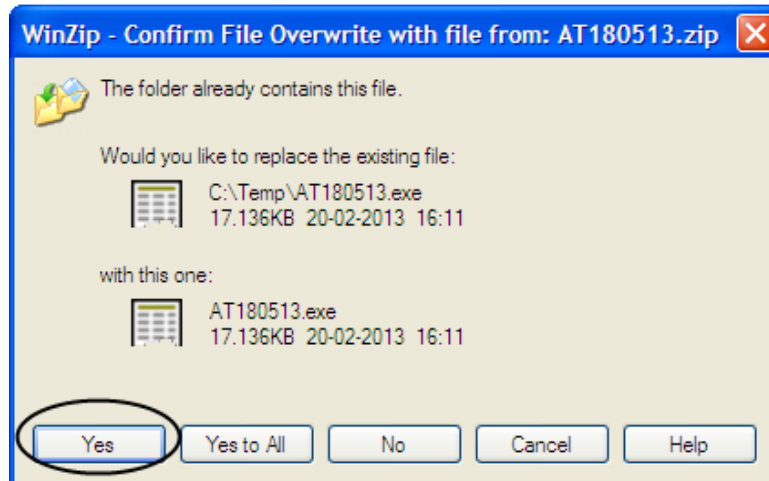 WinZip - Confirm File Overwrite with file from: AT180513.zip
The folder already contains this file.
Would you like to replace the existing file:
C:\Temp\AT180513.exe
17.136KB 20-02-2013 16:11
with this one:
AT180513.exe
17.136KB 20-02-2013 16:11
Yes Yes to All No Cancel Help